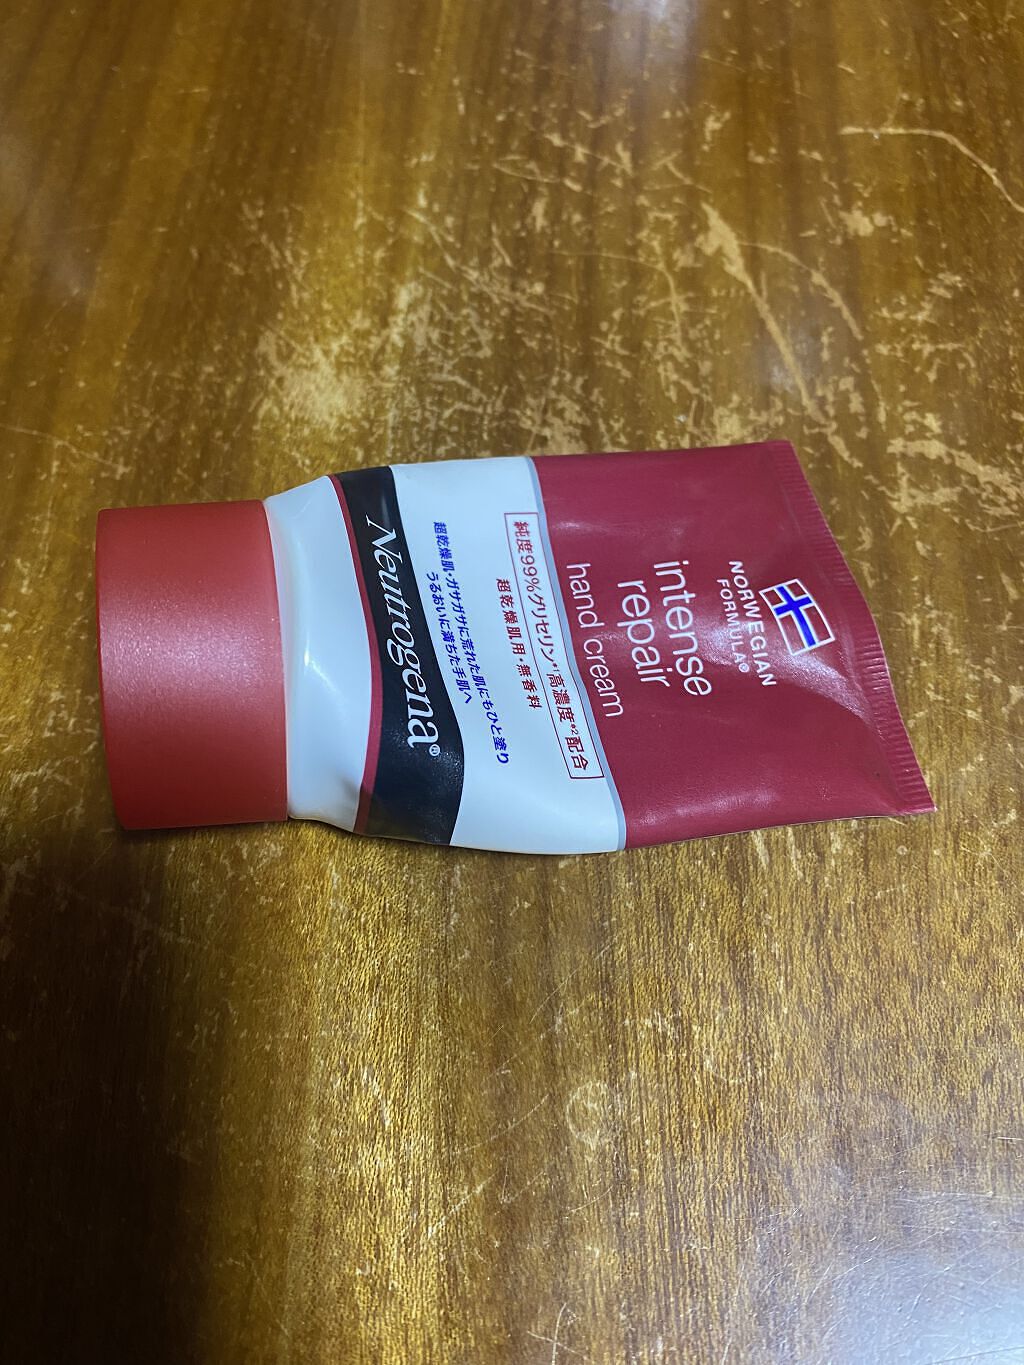 NORWEGIAN
FORMULA®
intense
repair
hand cream
純度99%グリセリン*1高濃度*2配合
超乾燥肌用・無香料
超乾燥肌・ガサガサに荒れた肌にもひと塗り
うるおいに満ちた手肌へ
Neutrogena®